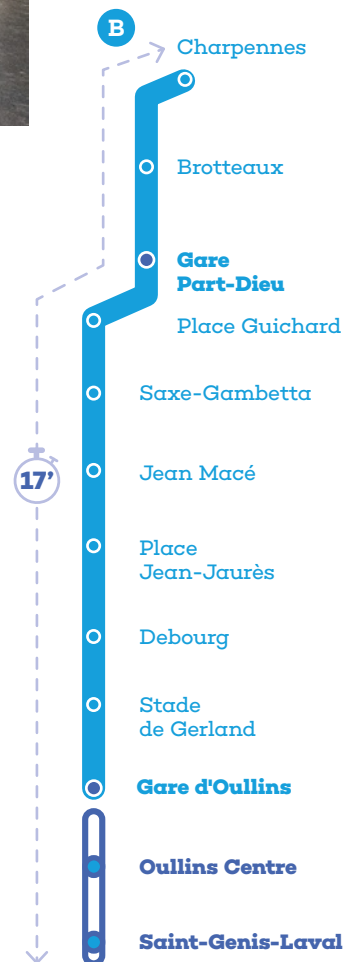 B
Charpennes
Brotteaux
Gare
Part-Dieu
Place Guichard
Saxe-Gambetta
17’
Jean Macé
Place
Jean-Jaurès
Debourg
Stade
de Gerland
Gare d'Oullins
Oullins Centre
Saint-Genis-Laval